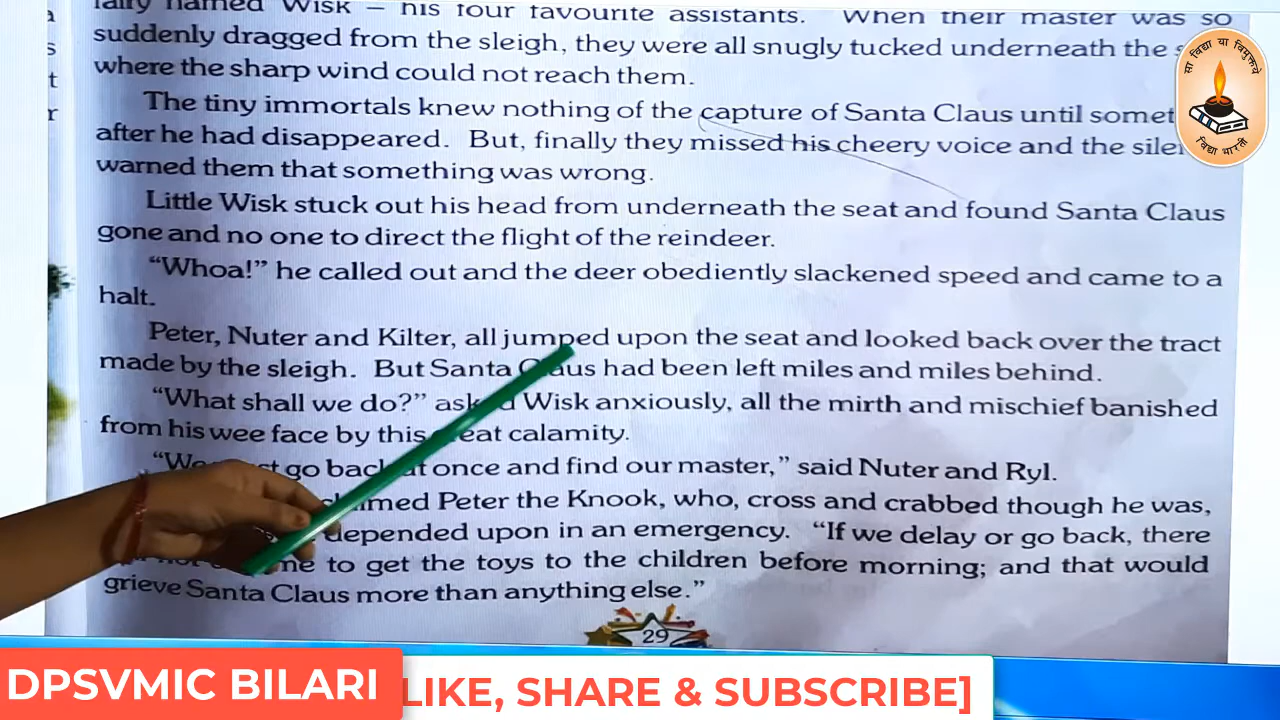 fairy named Wisk – his four favourite assistants. When their master was so
suddenly dragged from the sleigh, they were all snugly tucked underneath the
where the sharp wind could not reach them.
The tiny immortals knew nothing of the capture of Santa Claus until
after he had disappeared. But, finally they missed his cheery voice and the
warned them that something was wrong.
Little Wisk stuck out his head from underneath the seat and found Santa Claus
gone and no one to direct the flight of the reindeer.
“Whoa!” he called out and the deer obediently slackened speed and came to a
halt.
Peter, Nuter and Kilter, all jumped upon the seat and looked back over the tract
made by the sleigh. But Santa Claus had been left miles and miles behind.
“What shall we do?” asked Wisk anxiously, all the mirth and mischief banished
from his wee face by this great calamity.
“We must go back at once and find our master,” said Nuter and Ryl.
Peter the Knook, who, cross and crabbed though he was,
depended upon in an emergency. “If we delay or go back, there
to get the toys to the children before morning; and that would
grieve Santa Claus more than anything else.”
29
सा विद्या या विमुक्तये
विद्या भारती
DPSVMIC BILARI
LIKE, SHARE & SUBSCRIBE]